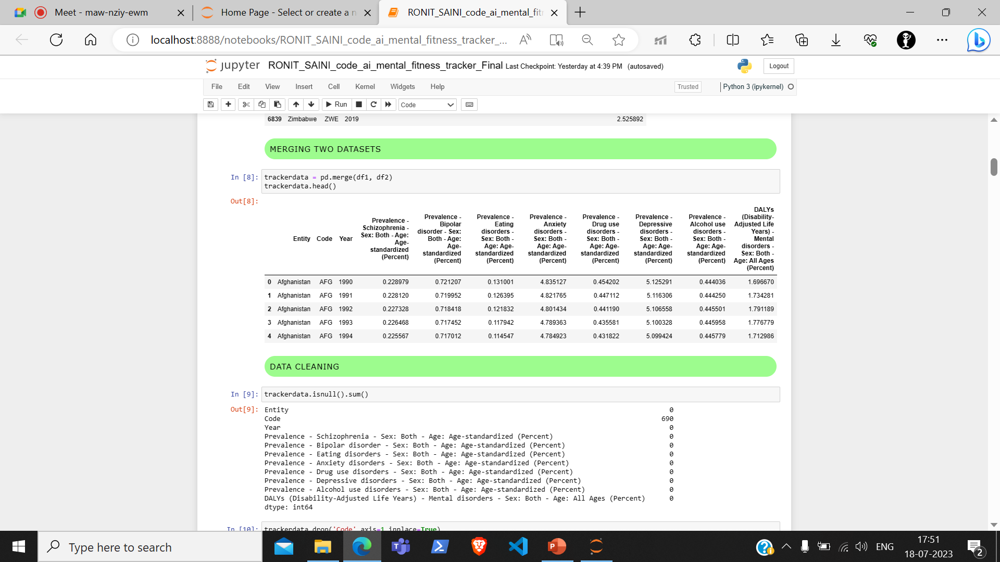 Meet - maw-nziy-ewm
Home Page - Select or create a n
RONIT_SAINI_code_ai_mental_fitn
localhost:8888/notebooks/RONIT_SAINI_code_ai_mental_fitness_tracker_...
jupyter RONIT_SAINI_code_ai_mental_fitness_tracker_Final Last Checkpoint: Yesterday at 4:39 PM (autosaved)
Logout
File Edit View Insert Cell Kernel Widgets Help
Trusted
Python 3 (ipykernel)
Run
Code
6839 Zimbabwe ZWE 2019 2.525892
MERGING TWO DATASETS
In [8]: trackerdata = pd.merge(df1, df2)
trackerdata.head()
Out[8]:
Entity Code Year
Prevalence -
Schizophrenia -
Sex: Both - Age:
Age-
standardized
(Percent)
Prevalence -
Bipolar
disorder - Sex:
Both - Age:
Age-
standardized
(Percent)
Prevalence -
Eating
disorders -
Sex: Both -
Age: Age-
standardized
(Percent)
Prevalence -
Anxiety
disorders -
Sex: Both -
Age: Age-
standardized
(Percent)
Prevalence -
Drug use
disorders -
Sex: Both -
Age: Age-
standardized
(Percent)
Prevalence -
Depressive
disorders -
Sex: Both -
Age: Age-
standardized
(Percent)
Prevalence -
Alcohol use
disorders -
Sex: Both -
Age: Age-
standardized
(Percent)
DALYs
(Disability-
Adjusted Life
Years) -
Mental
disorders -
Sex: Both -
Age: All Ages
(Percent)
0 Afghanistan AFG 1990 0.228979 0.721207 0.131001 4.835127 0.454202 5.125291 0.444036 1.696670
1 Afghanistan AFG 1991 0.228120 0.719952 0.126395 4.821765 0.447112 5.116306 0.444250 1.734281
2 Afghanistan AFG 1992 0.227328 0.718418 0.121832 4.801434 0.441190 5.106558 0.445501 1.791189
3 Afghanistan AFG 1993 0.226468 0.717452 0.117942 4.789363 0.435581 5.100328 0.445958 1.776779
4 Afghanistan AFG 1994 0.225567 0.717012 0.114547 4.784923 0.431822 5.099424 0.445779 1.712986
DATA CLEANING
In [9]: trackerdata.isnull().sum()
Out[9]: Entity 0
Code 690
Year 0
Prevalence - Schizophrenia - Sex: Both - Age: Age-standardized (Percent) 0
Prevalence - Bipolar disorder - Sex: Both - Age: Age-standardized (Percent) 0
Prevalence - Eating disorders - Sex: Both - Age: Age-standardized (Percent) 0
Prevalence - Anxiety disorders - Sex: Both - Age: Age-standardized (Percent) 0
Prevalence - Drug use disorders - Sex: Both - Age: Age-standardized (Percent) 0
Prevalence - Depressive disorders - Sex: Both - Age: Age-standardized (Percent) 0
Prevalence - Alcohol use disorders - Sex: Both - Age: Age-standardized (Percent) 0
DALYs (Disability-Adjusted Life Years) - Mental disorders - Sex: Both - Age: All Ages (Percent) 0
dtype: int64
In [10]: trackerdata.drop('Code',axis=1,inplace=True)
Type here to search
ENG
17:51
18-07-2023
2